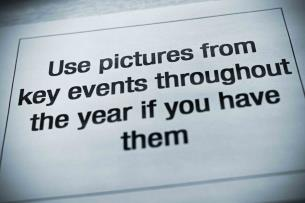 Use pictures from
key events throughout
the year if you have
them